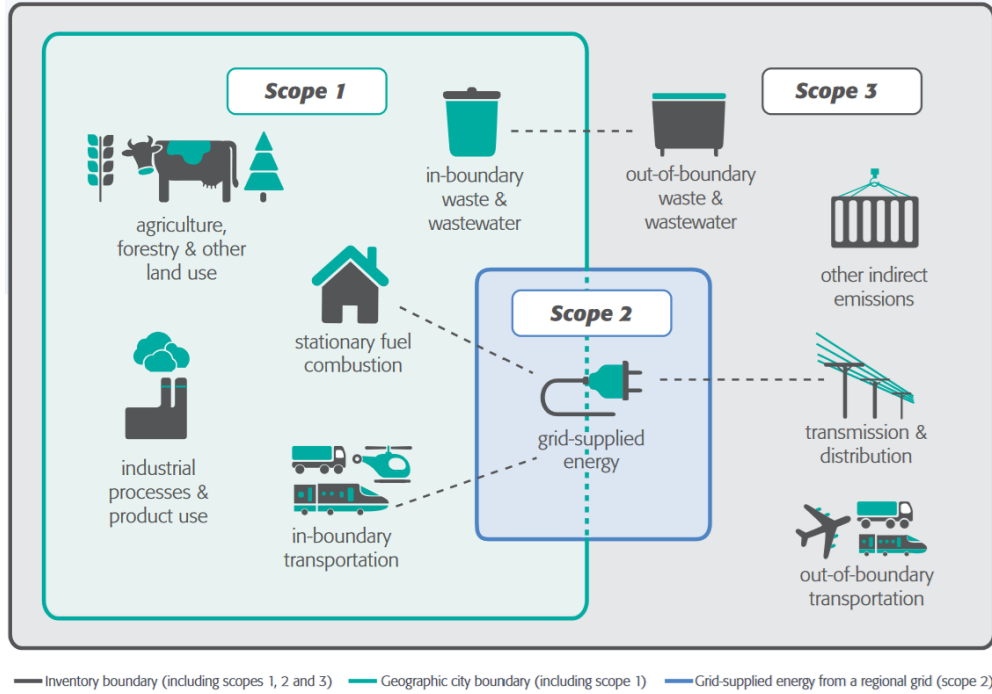 Scope 1
Scope 3
in-boundary
waste &
wastewater
out-of-boundary
waste &
wastewater
agriculture,
forestry & other
land use
other indirect
emissions
Scope 2
stationary fuel
combustion
grid-supplied
energy
transmission &
distribution
industrial
processes &
product use
in-boundary
transportation
out-of-boundary
transportation
Inventory boundary (including scopes 1, 2 and 3) Geographic city boundary (including scope 1) Grid-supplied energy from a regional grid (scope 2)